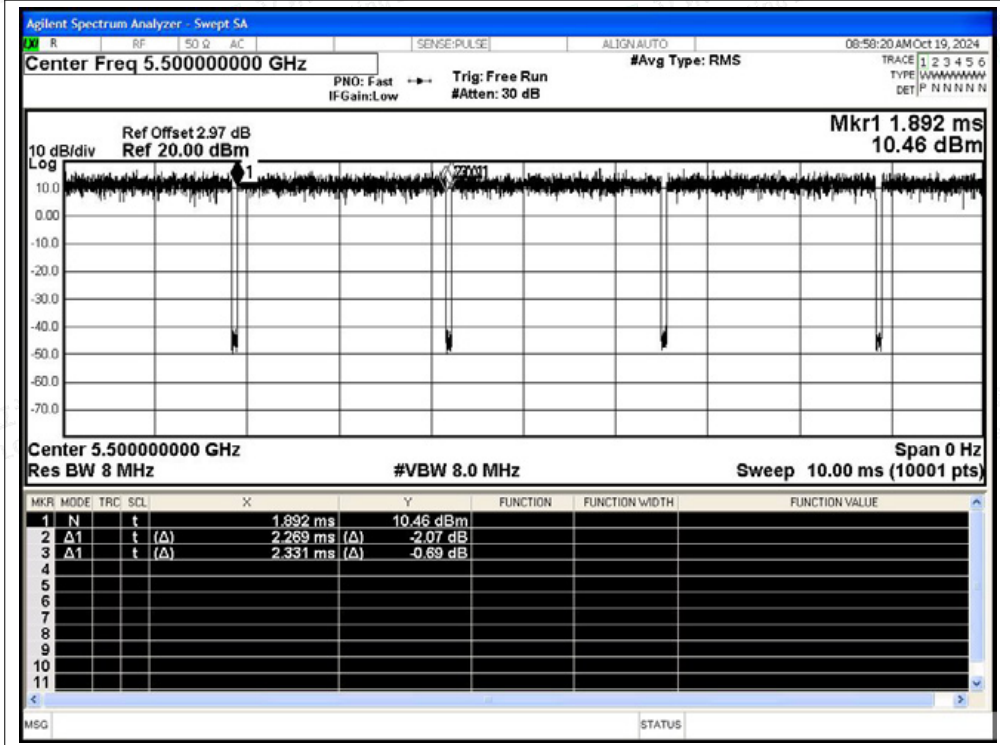 Agilent Spectrum Analyzer - Swept SA
LXI R RF 50 Ω AC SENSE:PULSE ALIGN AUTO 08:58:20 AM Oct 19, 2024
Center Freq 5.500000000 GHz #Avg Type: RMS TRACE 1 2 3 4 5 6
PNO: Fast Trig: Free Run TYPE WWWWWW
IFGain:Low #Atten: 30 dB DET P N N N N N
Mkr1 1.892 ms
Ref Offset 2.97 dB
10 dB/div Ref 20.00 dBm 10.46 dBm
Log
1
10.0
0.00
-10.0
-20.0
-30.0
-40.0
-50.0
-60.0
-70.0
Center 5.500000000 GHz Span 0 Hz
Res BW 8 MHz #VBW 8.0 MHz Sweep 10.00 ms (10001 pts)
MKR MODE TRC SCL X Y FUNCTION FUNCTION WIDTH FUNCTION VALUE
1 N t 1.892 ms 10.46 dBm
2 Δ1 t (Δ) 2.269 ms (Δ) -2.07 dB
3 Δ1 t (Δ) 2.331 ms (Δ) -0.69 dB
4
5
6
7
8
9
10
11
MSG STATUS